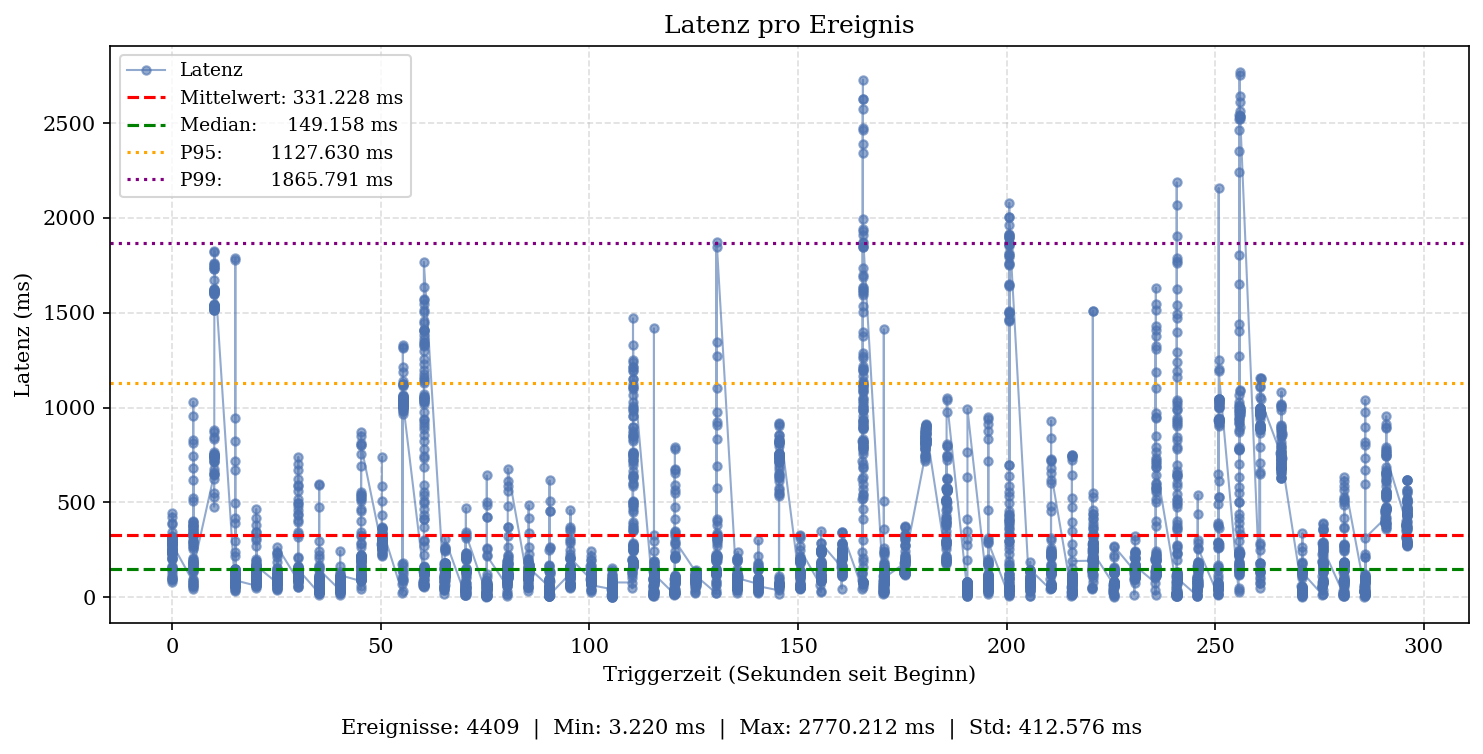 Latenz pro Ereignis
Latenz
Mittelwert: 331.228 ms
Median: 149.158 ms
P95: 1127.630 ms
P99: 1865.791 ms
Latenz (ms)
2500
2000
1500
1000
500
0
0 50 100 150 200 250 300
Triggerzeit (Sekunden seit Beginn)
Ereignisse: 4409 | Min: 3.220 ms | Max: 2770.212 ms | Std: 412.576 ms